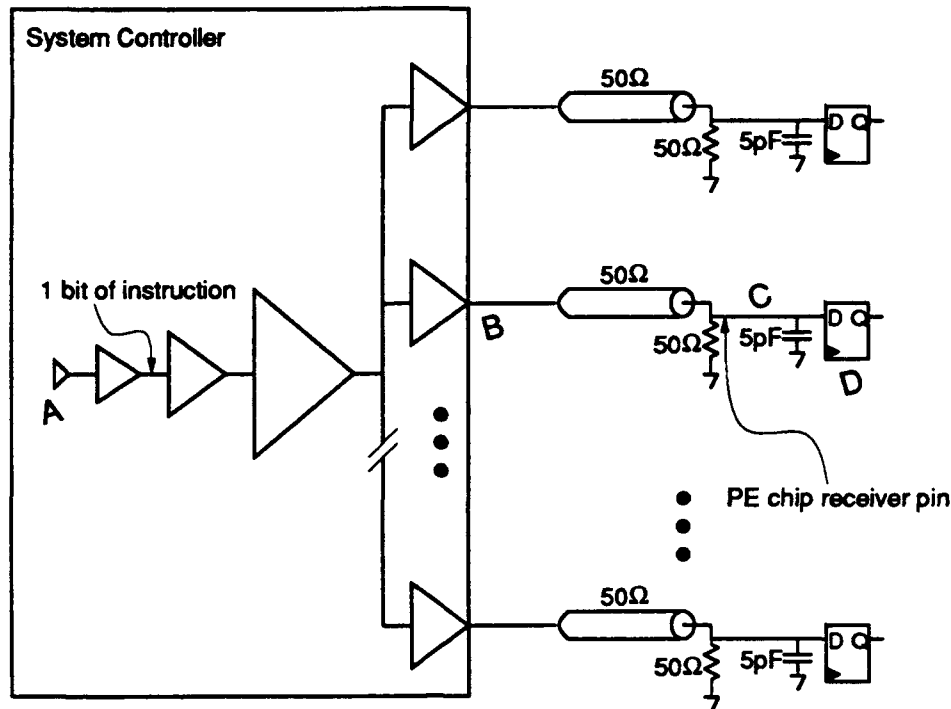 System Controller
50Ω
50Ω
5pF
D Q
1 bit of instruction
50Ω
C
B
50Ω
5pF
D Q
A
D
PE chip receiver pin
50Ω
50Ω
5pF
D Q